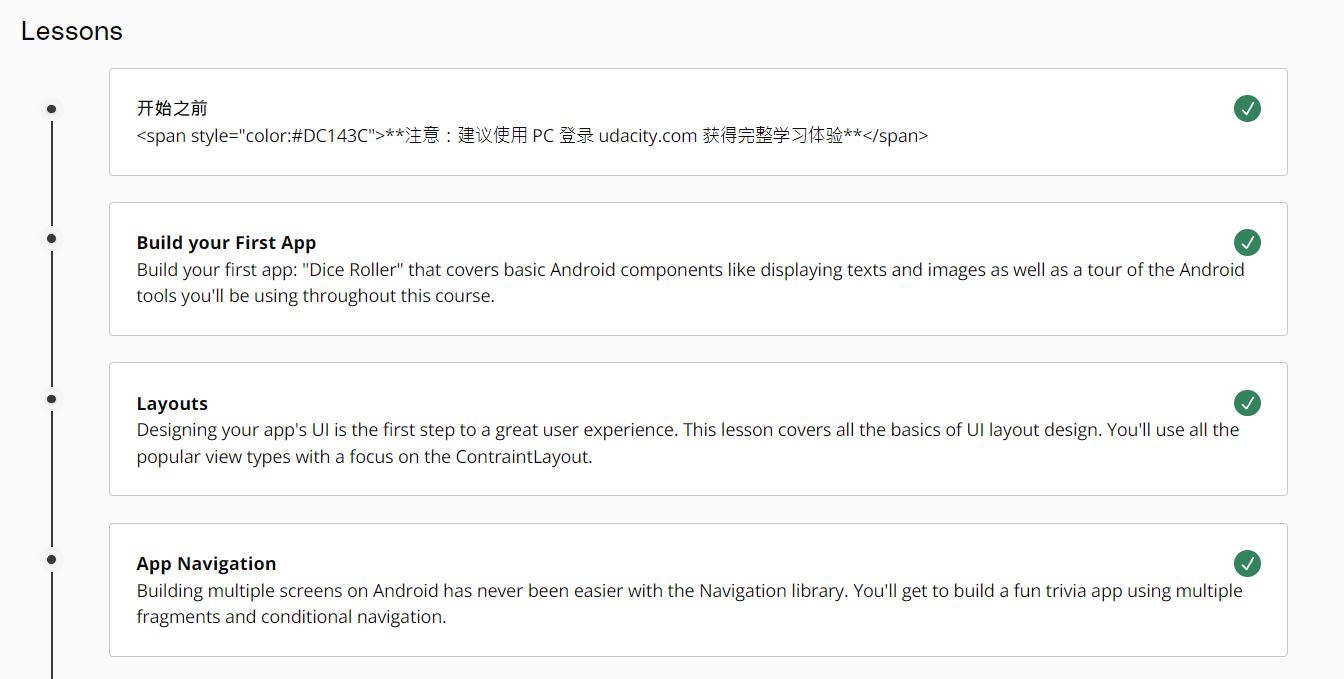 Lessons
开始之前
<span style="color:#DC143C">**注意：建议使用 PC 登录 udacity.com 获得完整学习体验**</span>
Build your First App
Build your first app: "Dice Roller" that covers basic Android components like displaying texts and images as well as a tour of the Android
tools you'll be using throughout this course.
Layouts
Designing your app's UI is the first step to a great user experience. This lesson covers all the basics of UI layout design. You'll use all the
popular view types with a focus on the ContraintLayout.
App Navigation
Building multiple screens on Android has never been easier with the Navigation library. You'll get to build a fun trivia app using multiple
fragments and conditional navigation.